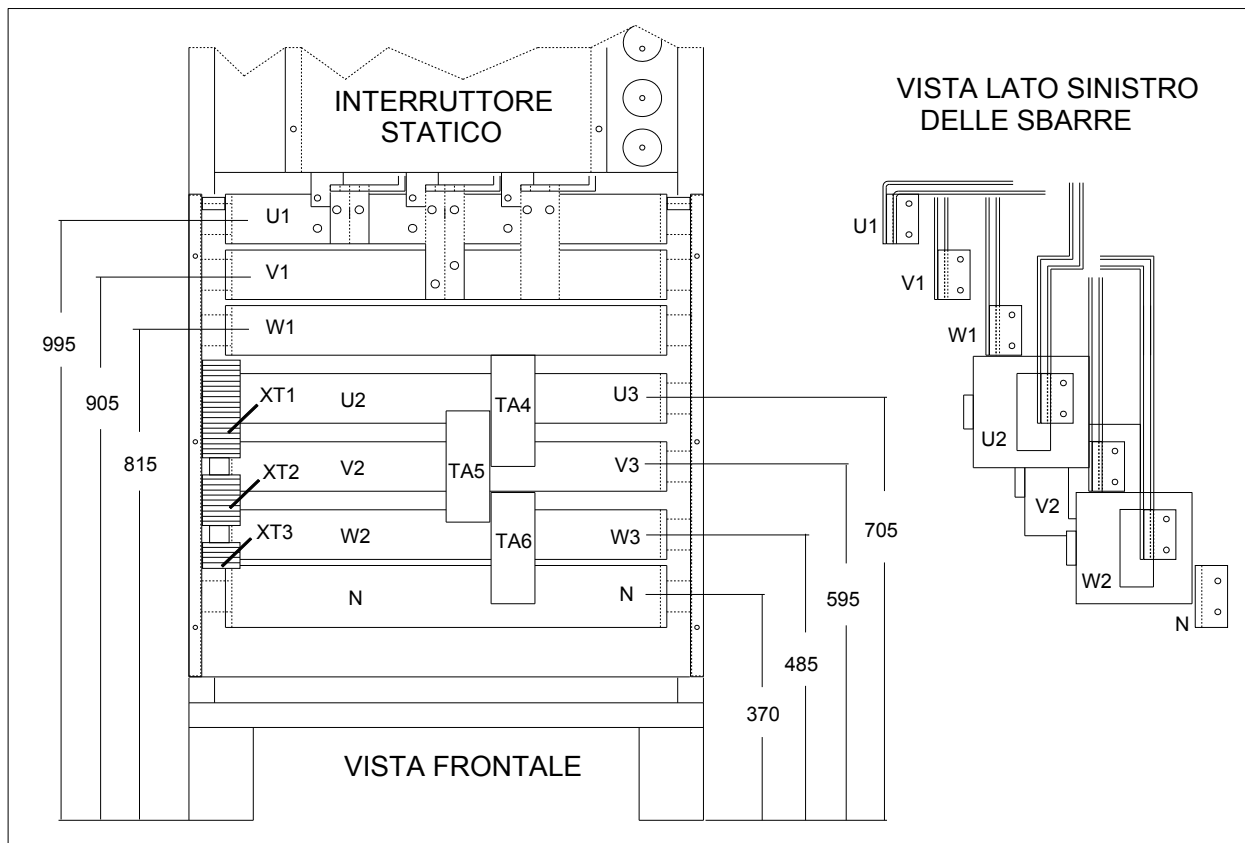 INTERRUTTORE
STATICO
VISTA LATO SINISTRO
DELLE SBARRE
U1
V1
W1
995
905
815
XT1
XT2
XT3
U2
V2
W2
N
TA4
TA5
TA6
U3
V3
W3
N
705
595
485
370
VISTA FRONTALE
U1
V1
W1
U2
V2
W2
N